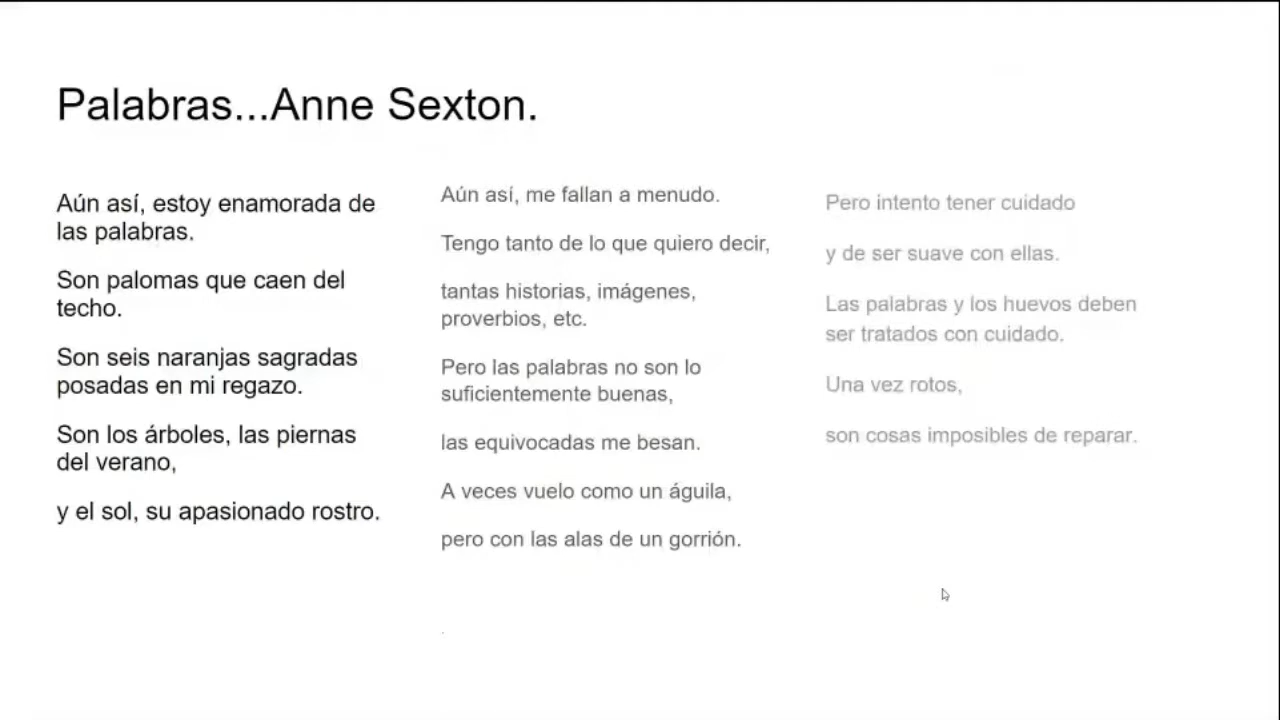 Palabras...Anne Sexton.
Aún así, estoy enamorada de
las palabras.
Son palomas que caen del
techo.
Son seis naranjas sagradas
posadas en mi regazo.
Son los árboles, las piernas
del verano,
y el sol, su apasionado rostro.
Aún así, me fallan a menudo.
Tengo tanto de lo que quiero decir,
tantas historias, imágenes,
proverbios, etc.
Pero las palabras no son lo
suficientemente buenas,
las equivocadas me besan.
A veces vuelo como un águila,
pero con las alas de un gorrión.
.
Pero intento tener cuidado
y de ser suave con ellas.
Las palabras y los huevos deben
ser tratados con cuidado.
Una vez rotos,
son cosas imposibles de reparar.